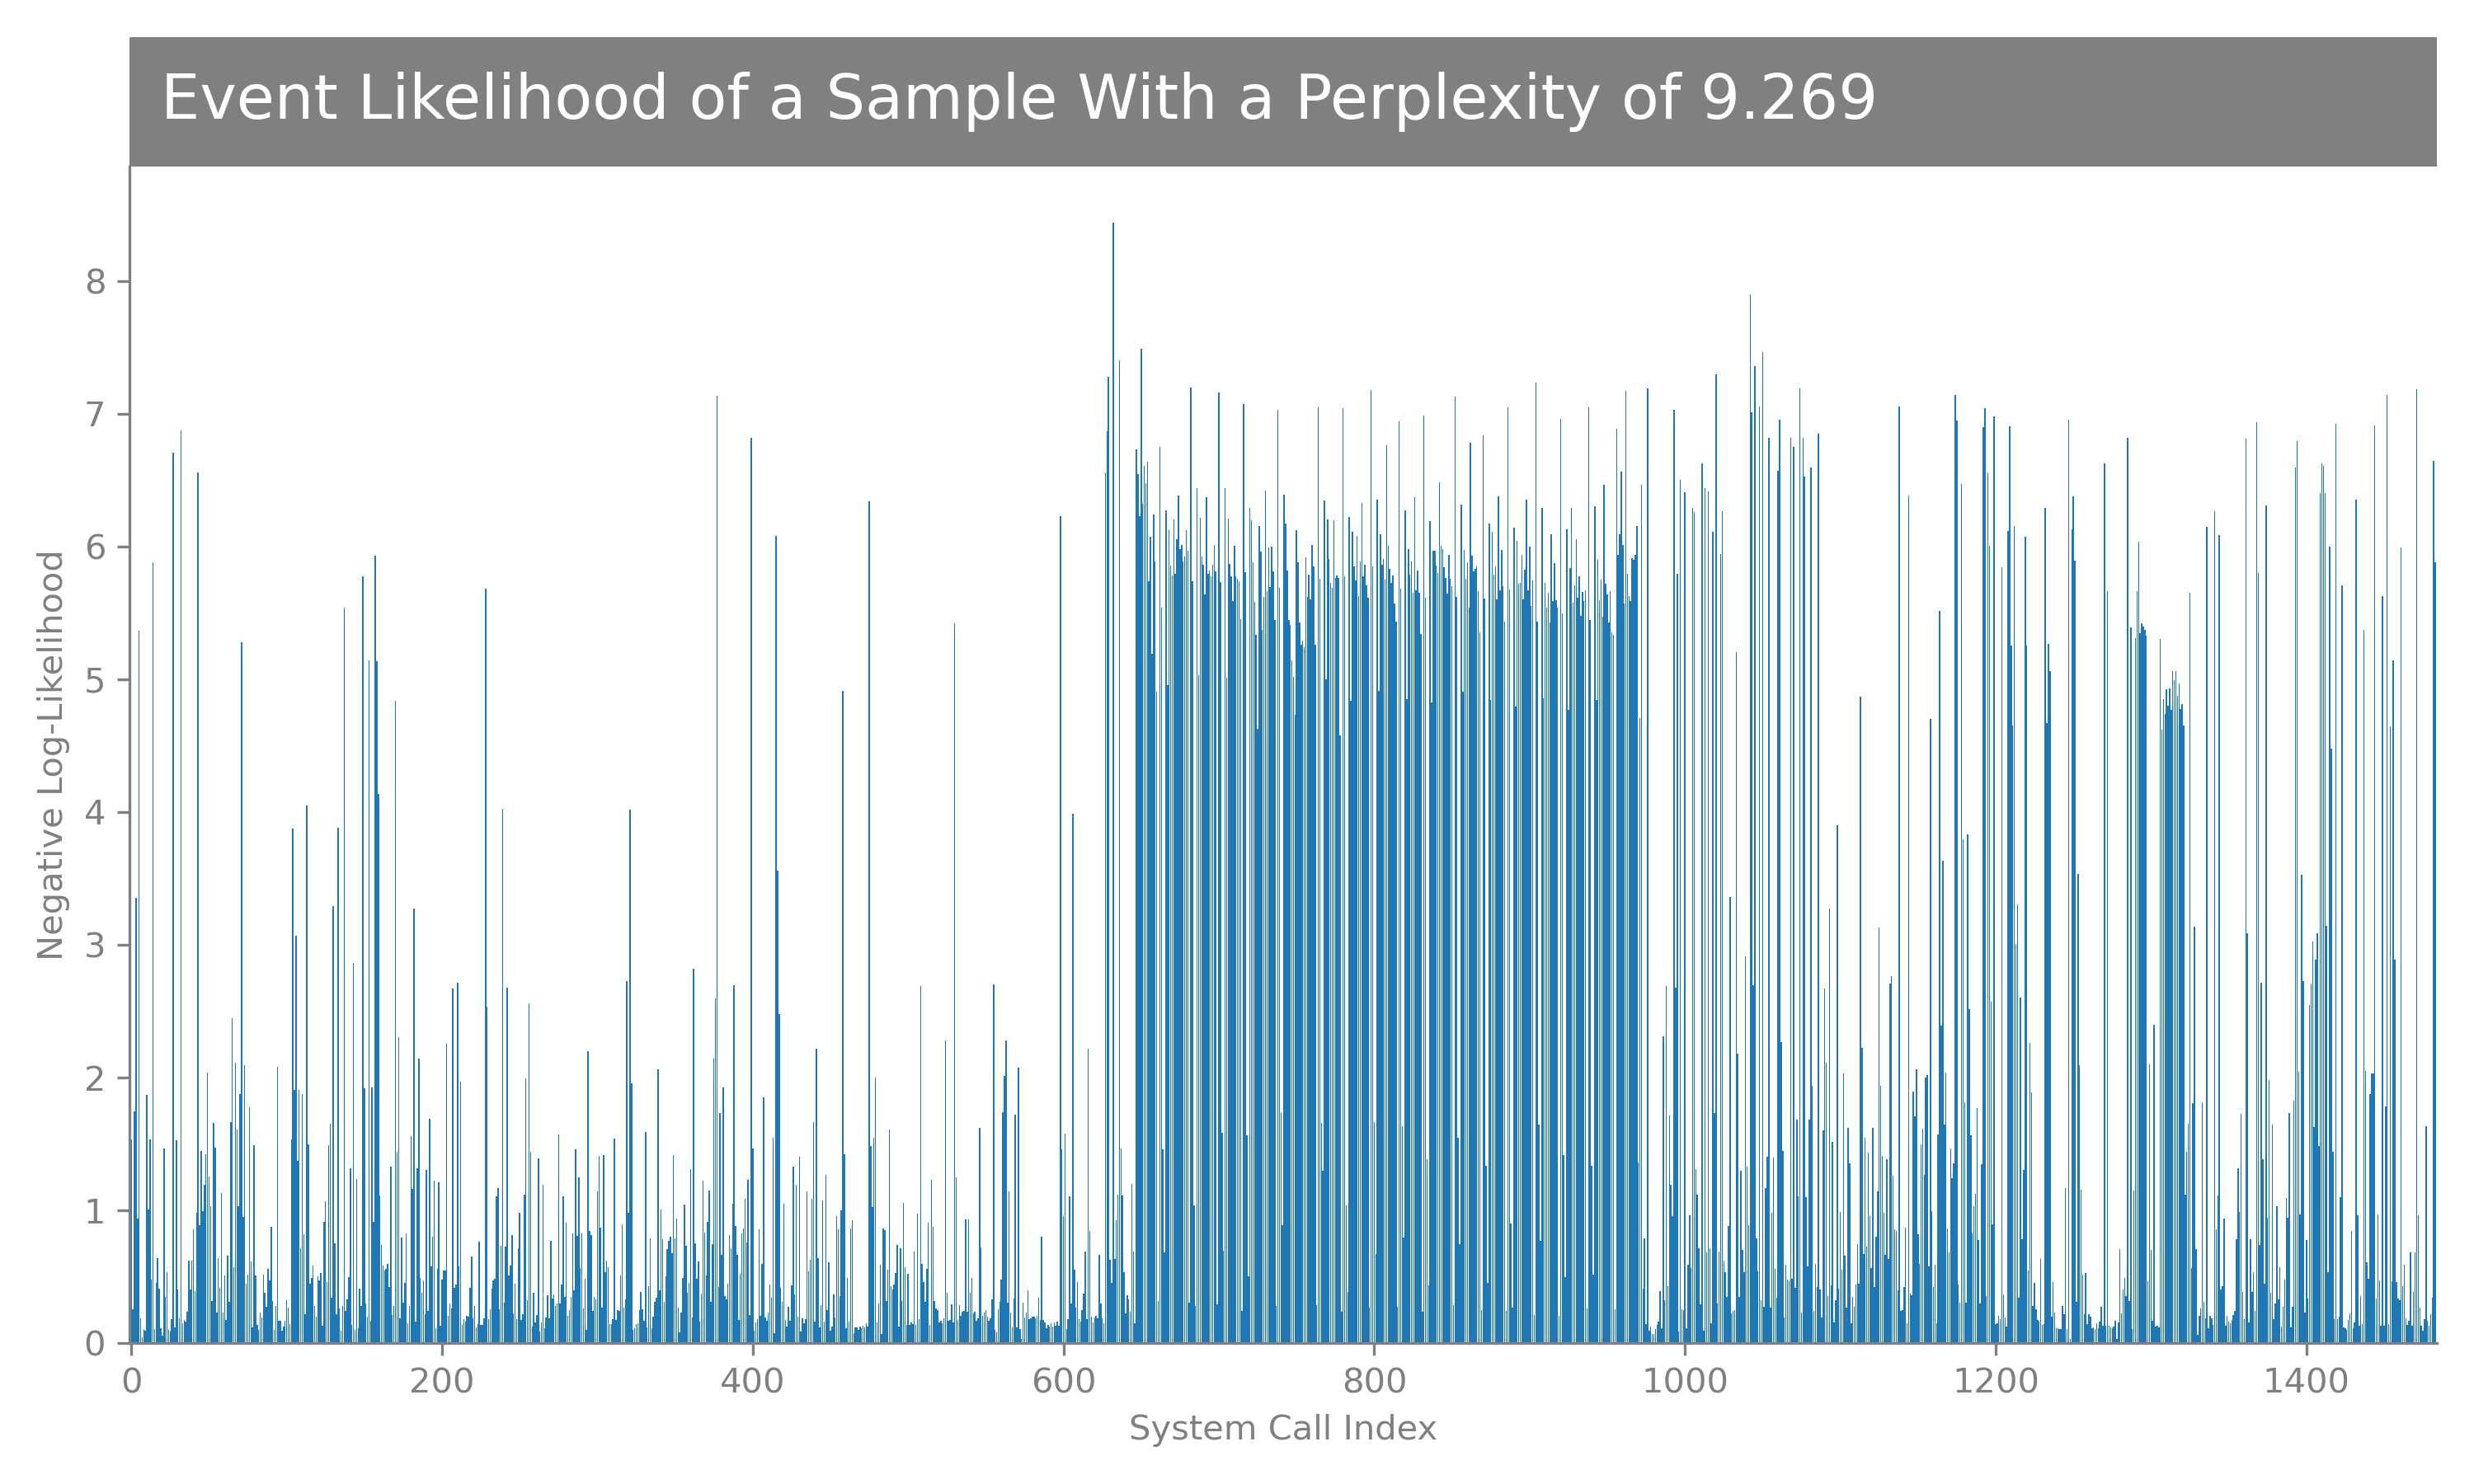 Event Likelihood of a Sample With a Perplexity of 9.269
Negative Log-Likelihood
8
7
6
5
4
3
2
1
0
0 200 400 600 800 1000 1200 1400
System Call Index